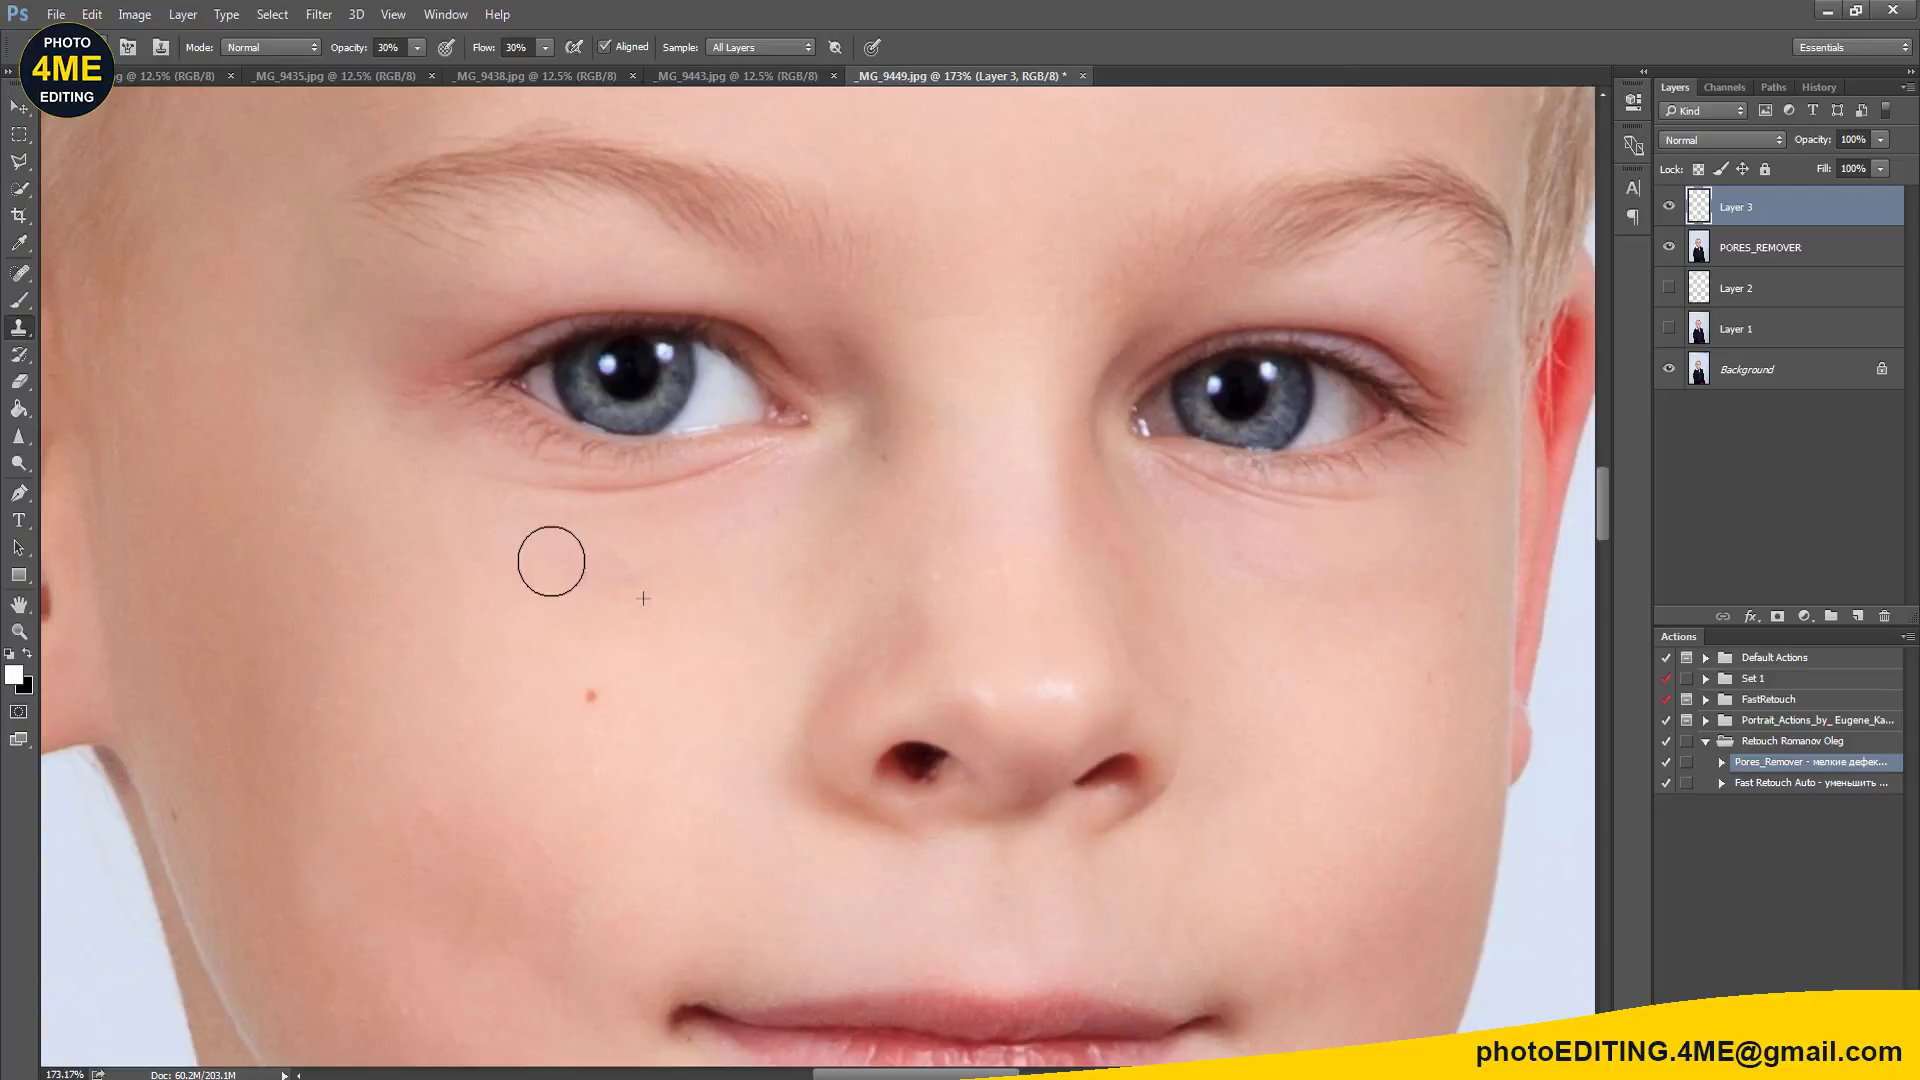 Ps File Edit Image Layer Type Select Filter 3D View Window Help
PHOTO
4ME
EDITING
Mode: Normal Opacity: 30% Flow: 30% Aligned Sample: All Layers Essentials
pg @ 12.5% (RGB/8) × _MG_9435.jpg @ 12.5% (RGB/8) × _MG_9438.jpg @ 12.5% (RGB/8) × _MG_9443.jpg @ 12.5% (RGB/8) × _MG_9449.jpg @ 173% (Layer 3, RGB/8) * ×
Layers Channels Paths History
Kind
Normal Opacity: 100%
Lock: Fill: 100%
Layer 3
PORES_REMOVER
Layer 2
Layer 1
Background
Actions
Default Actions
Set 1
FastRetouch
Portrait_Actions_by_ Eugene_Ka...
Retouch Romanov Oleg
Pores_Remover - мелкие дефек...
Fast Retouch Auto - уменьшить ...
photoEDITING.4ME@gmail.com
173.17% Doc: 60.2M/203.1M